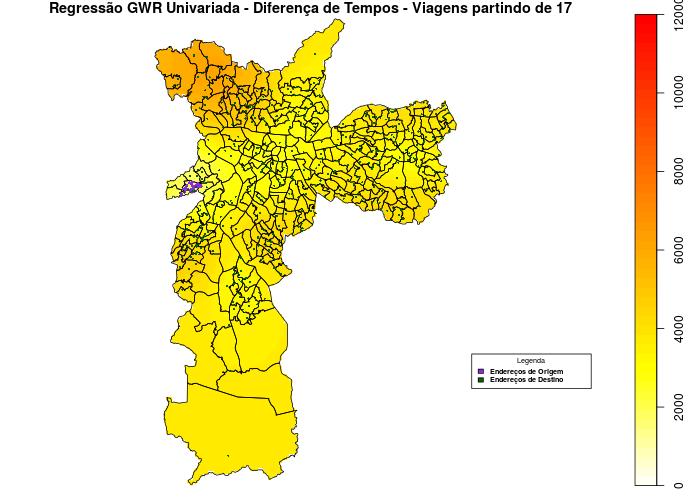 Regressão GWR Univariada - Diferença de Tempos - Viagens partindo de 17
12000
10000
8000
6000
4000
2000
0
Legenda
Endereços de Origem
Endereços de Destino